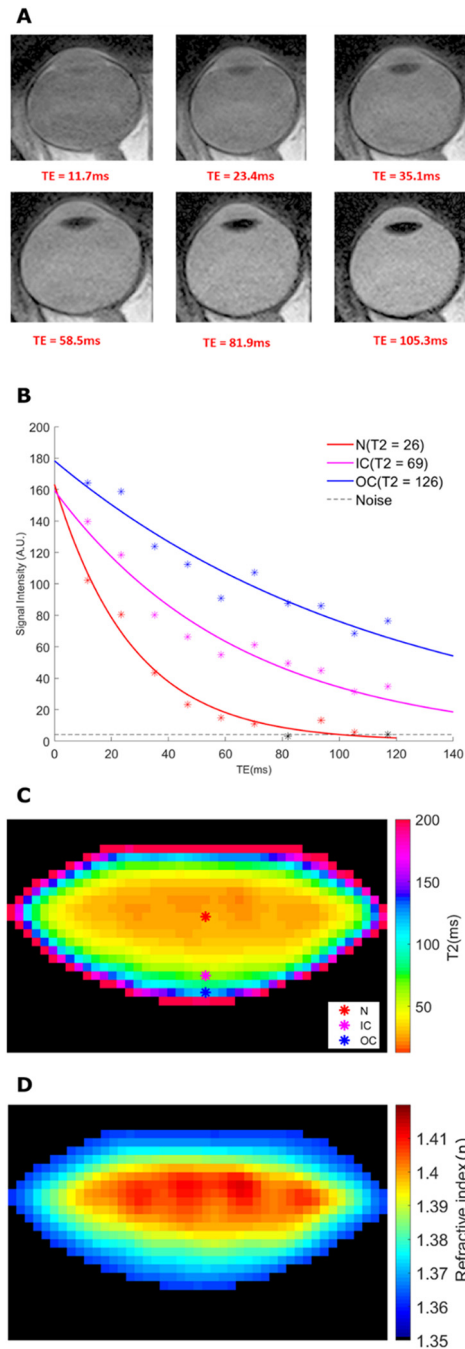 A
TE = 11.7ms
TE = 23.4ms
TE = 35.1ms
TE = 58.5ms
TE = 81.9ms
TE = 105.3ms
B
200
180
160
140
120
100
80
60
40
20
0
Signal Intensity (A.U.)
N(T2 = 26)
IC(T2 = 69)
OC(T2 = 126)
Noise
0 20 40 60 80 100 120 140
TE(ms)
C
N
IC
OC
200
150
100
50
T2(ms)
D
1.41
1.4
1.39
1.38
1.37
1.36
1.35
Refractive index (n)